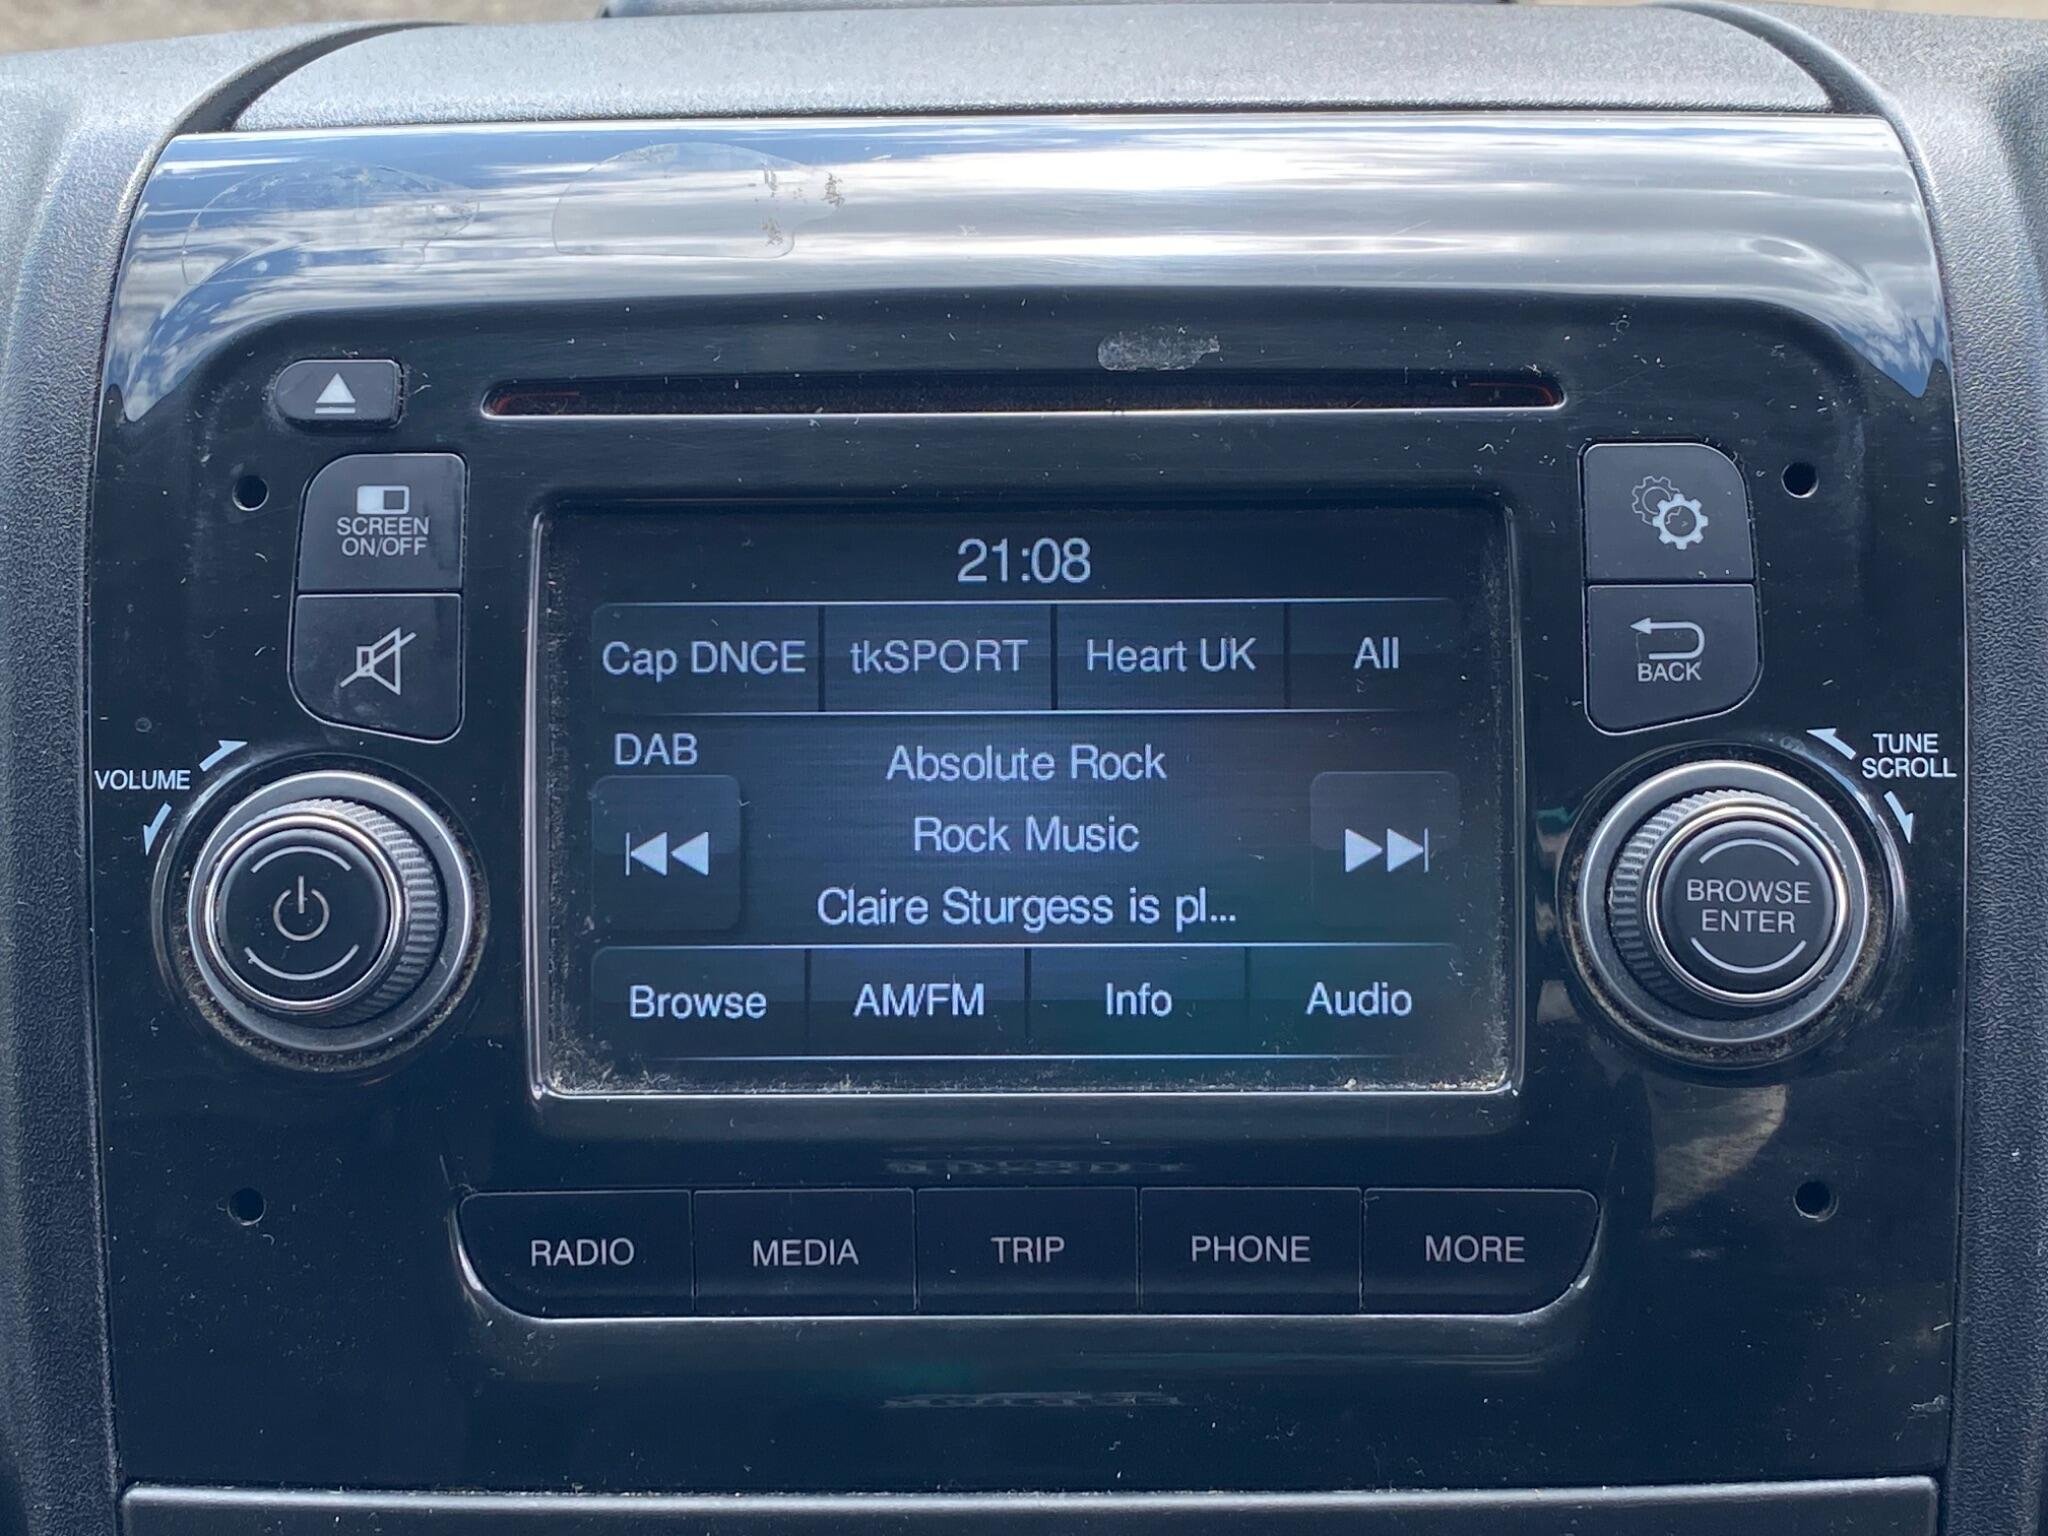 SCREEN
ON/OFF
21:08
Cap DNCE
tkSPORT
Heart UK
All
BACK
DAB
Absolute Rock
Rock Music
Claire Sturgess is pl...
VOLUME
TUNE
SCROLL
BROWSE
ENTER
Browse
AM/FM
Info
Audio
RADIO
MEDIA
TRIP
PHONE
MORE